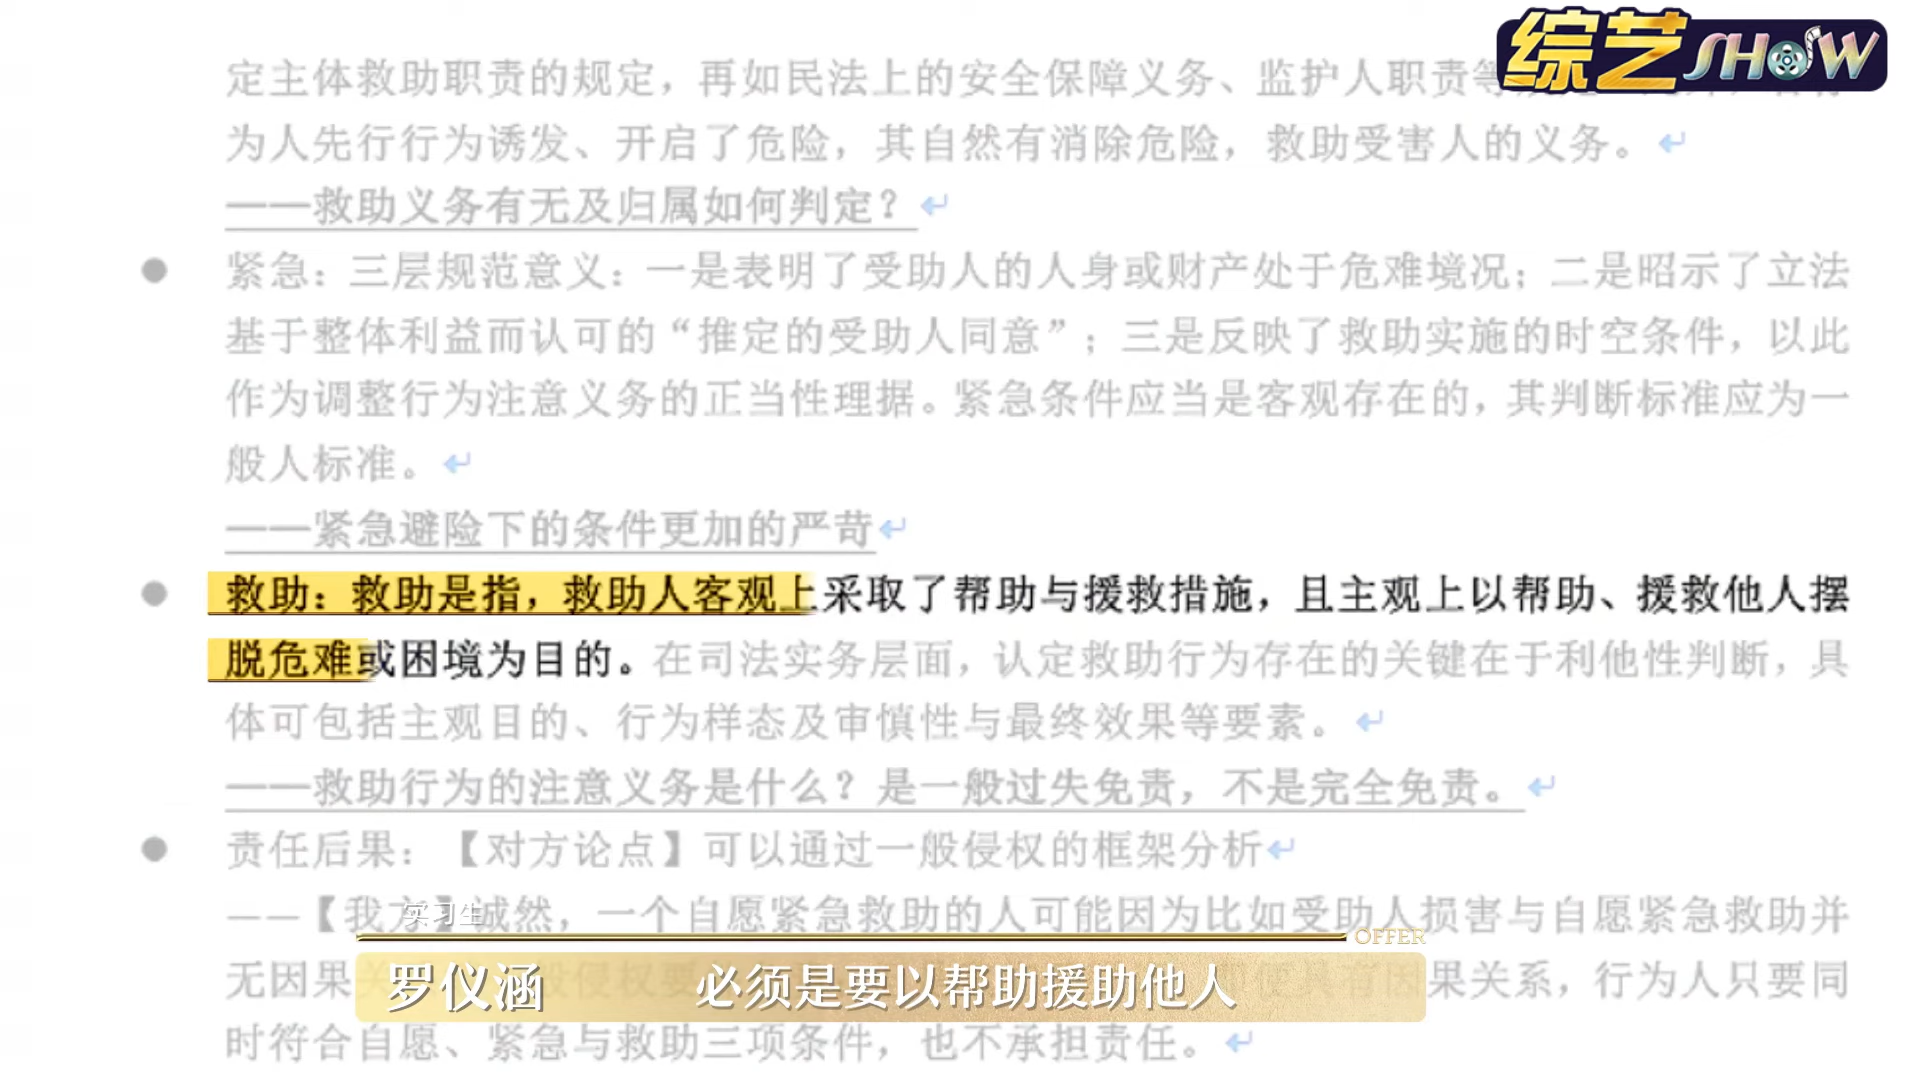 综艺SHOW
定主体救助职责的规定，再如民法上的安全保障义务、监护人职责等
为人先行行为诱发、开启了危险，其自然有消除危险，救助受害人的义务。
——救助义务有无及归属如何判定？
● 紧急：三层规范意义：一是表明了受助人的人身或财产处于危难境况；二是昭示了立法
基于整体利益而认可的“推定的受助人同意”；三是反映了救助实施的时空条件，以此
作为调整行为注意义务的正当性理据。紧急条件应当是客观存在的，其判断标准应为一
般人标准。
——紧急避险下的条件更加的严苛
● 救助：救助是指，救助人客观上采取了帮助与援救措施，且主观上以帮助、援救他人摆
脱危难或困境为目的。在司法实务层面，认定救助行为存在的关键在于利他性判断，具
体可包括主观目的、行为样态及审慎性与最终效果等要素。
——救助行为的注意义务是什么？是一般过失免责，不是完全免责。
● 责任后果：【对方论点】可以通过一般侵权的框架分析
——【我方】诚然，一个自愿紧急救助的人可能因为比如受助人损害与自愿紧急救助并
实习生
OFFER
无因果关 般侵权要 具有因果关系，行为人只要同
罗仪涵 必须是要以帮助援助他人
时符合自愿、紧急与救助三项条件，也不承担责任。